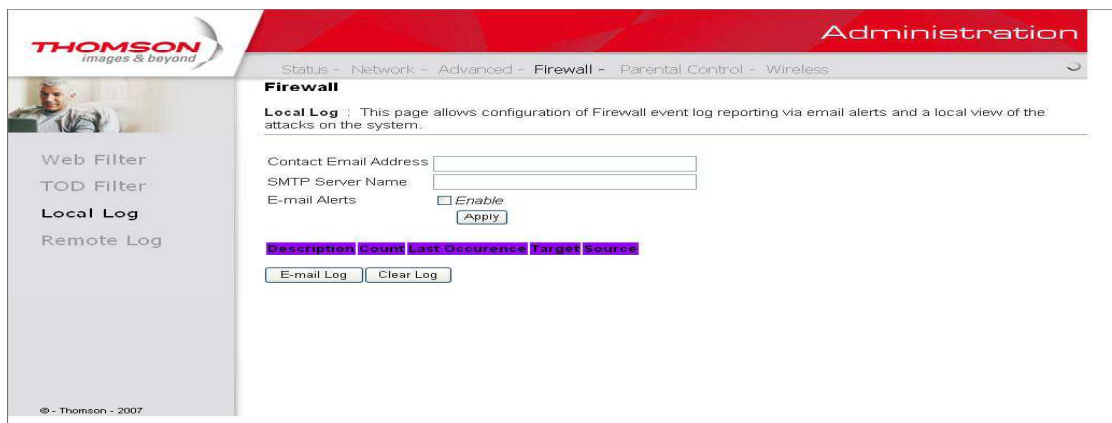 THOMSON
images & beyond
Administration
Status - Network - Advanced - Firewall - Parental Control - Wireless
Firewall
Local Log : This page allows configuration of Firewall event log reporting via email alerts and a local view of the
attacks on the system.
Web Filter
TOD Filter
Local Log
Remote Log
Contact Email Address
SMTP Server Name
E-mail Alerts Enable
Apply
Description Count Last Occurence Target Source
E-mail Log Clear Log
© - Thomson - 2007